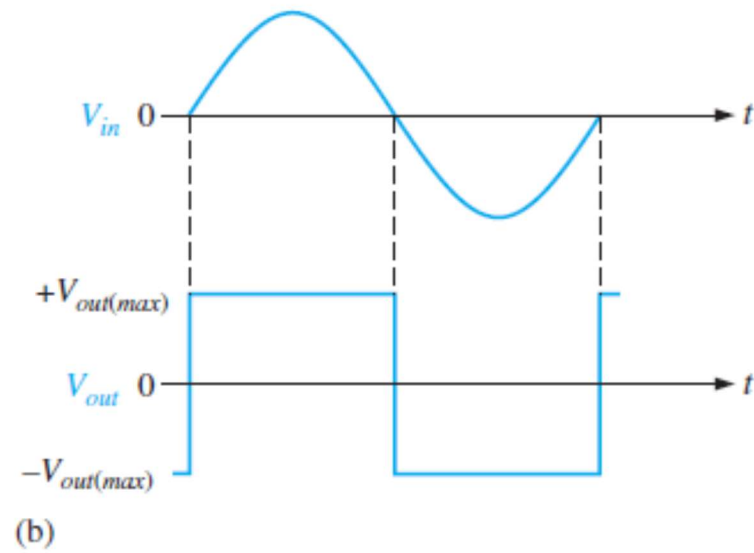 V_in 0 t
+V_out(max)
V_out 0 t
–V_out(max)
(b)